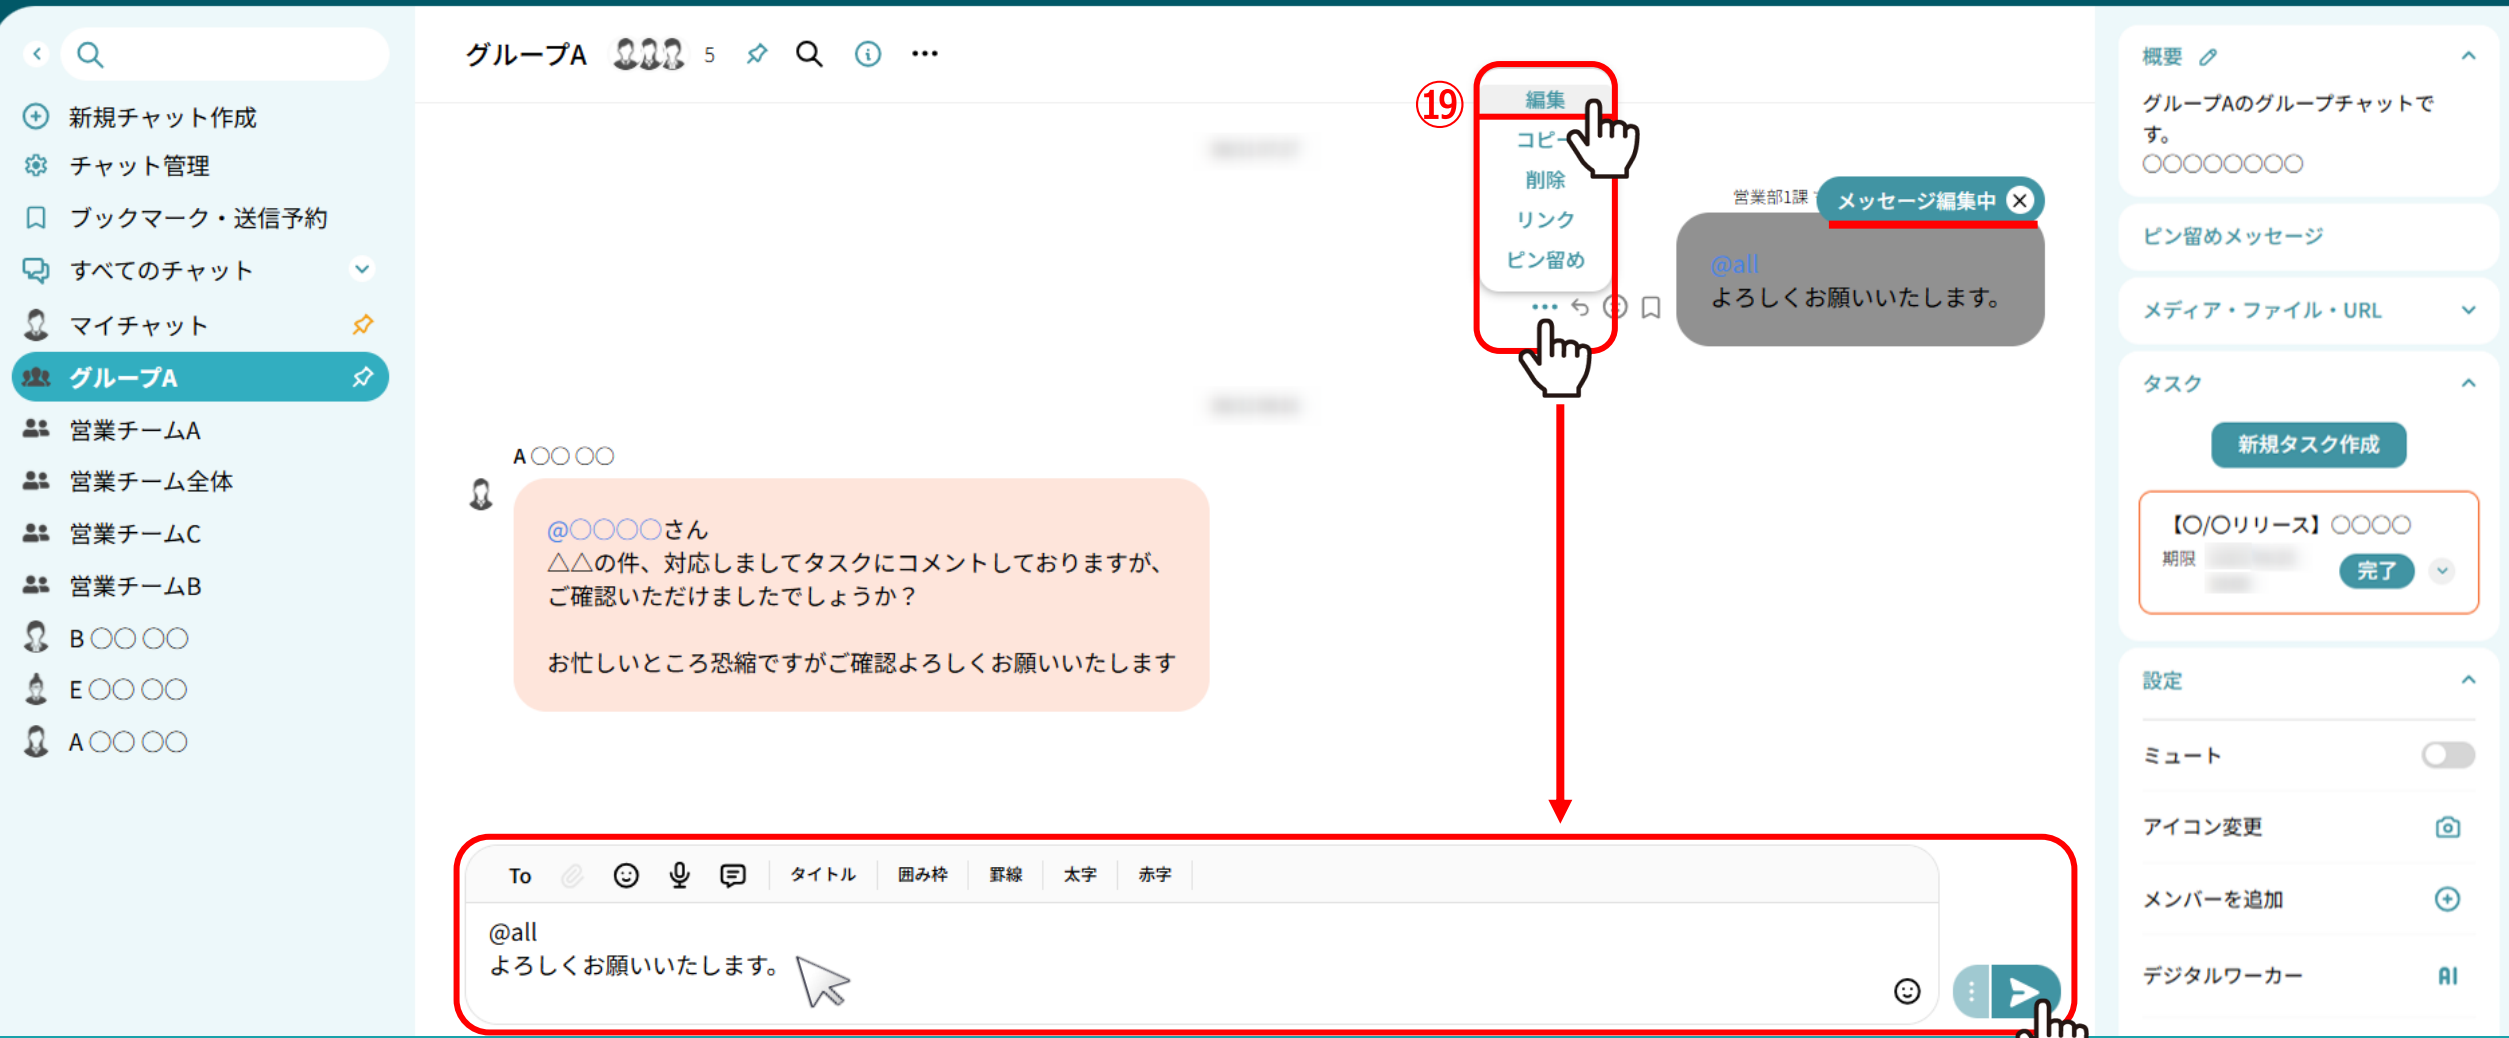 新規チャット作成
チャット管理
ブックマーク・送信予約
すべてのチャット
マイチャット
グループA
営業チームA
営業チーム全体
営業チームC
営業チームB
B〇〇 〇〇
E〇〇 〇〇
A〇〇 〇〇
グループA 5
⑲
編集
コピー
削除
リンク
ピン留め
営業部1課
メッセージ編集中
@all
よろしくお願いいたします。
A〇〇 〇〇
@〇〇〇〇さん
△△の件、対応しましてタスクにコメントしておりますが、
ご確認いただけましたでしょうか？
お忙しいところ恐縮ですがご確認よろしくお願いいたします
To タイトル 囲み枠 罫線 太字 赤字
@all
よろしくお願いいたします。
概要
グループAのグループチャットで
す。
〇〇〇〇〇〇〇〇
ピン留めメッセージ
メディア・ファイル・URL
タスク
新規タスク作成
【〇/〇リリース】〇〇〇〇
期限
完了
設定
ミュート
アイコン変更
メンバーを追加
デジタルワーカー AI